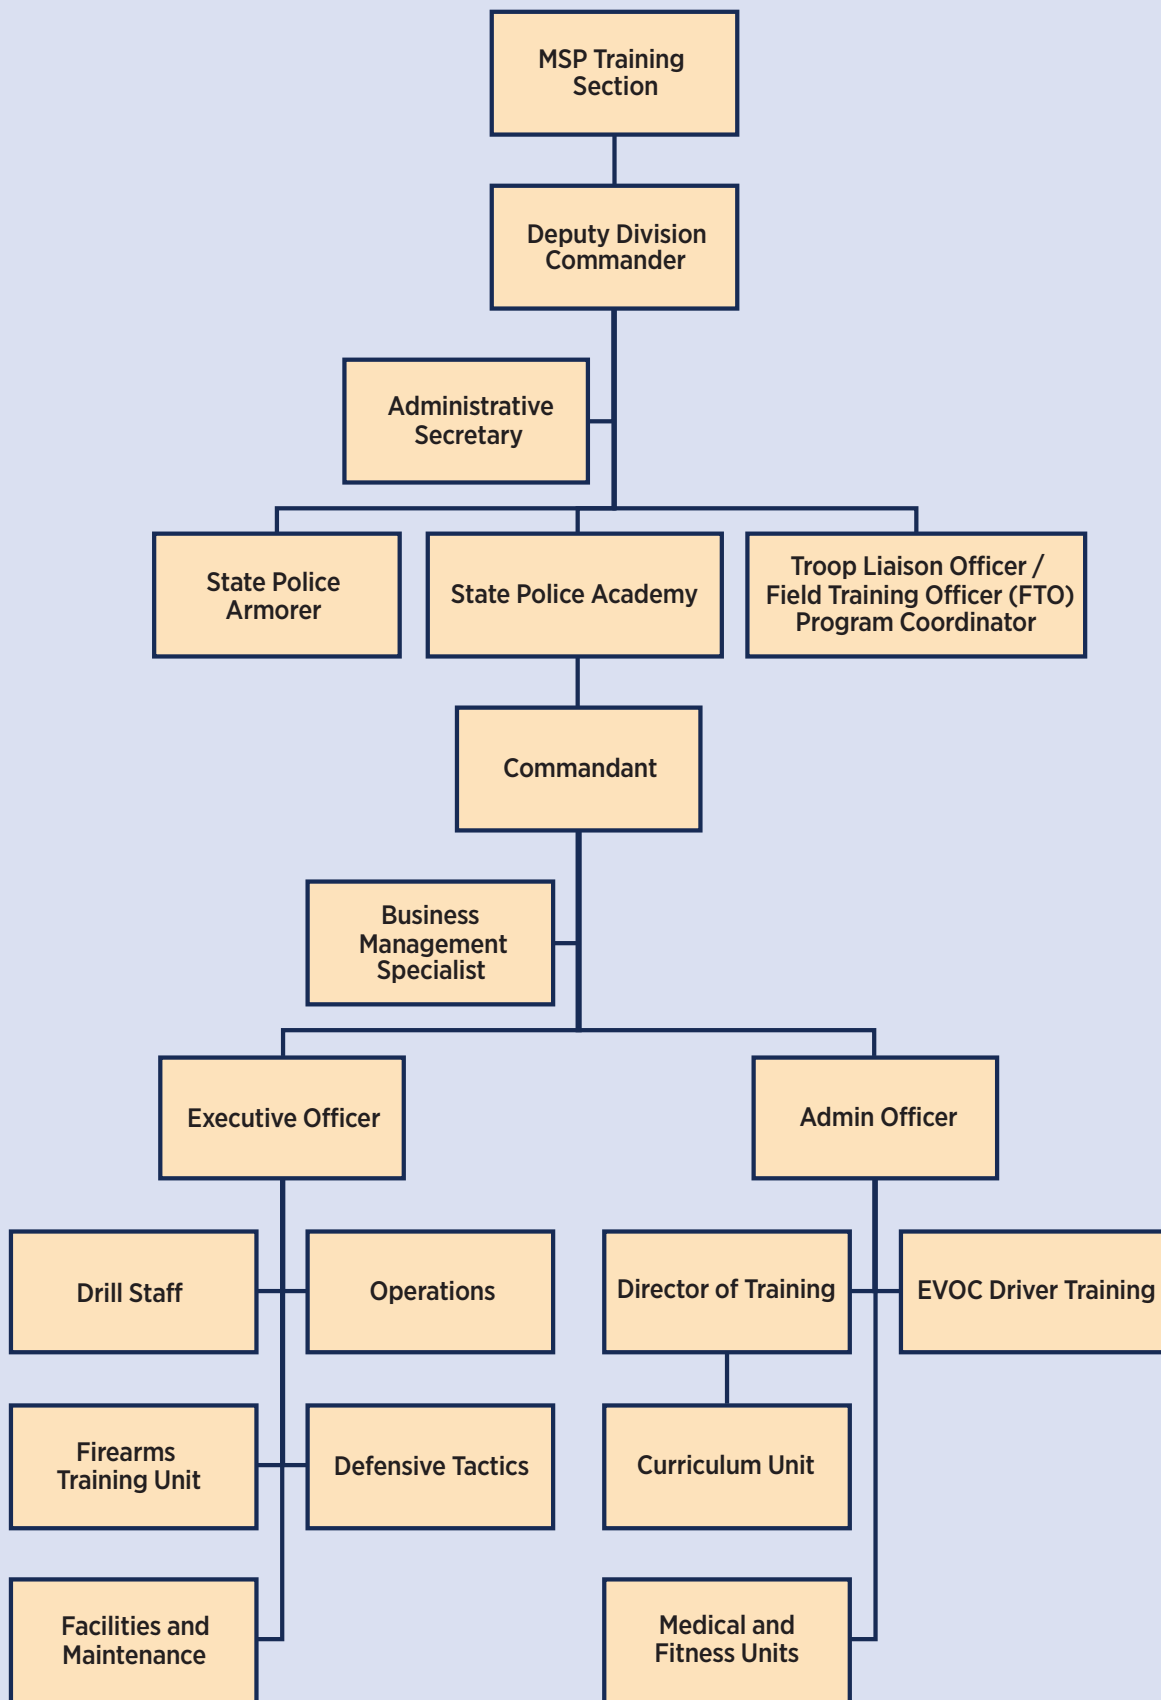 MSP Training
Section
Deputy Division
Commander
Administrative
Secretary
State Police
Armorer
State Police Academy
Troop Liaison Officer /
Field Training Officer (FTO)
Program Coordinator
Commandant
Business
Management
Specialist
Executive Officer
Admin Officer
Drill Staff
Operations
Director of Training
EVOC Driver Training
Firearms
Training Unit
Defensive Tactics
Curriculum Unit
Facilities and
Maintenance
Medical and
Fitness Units